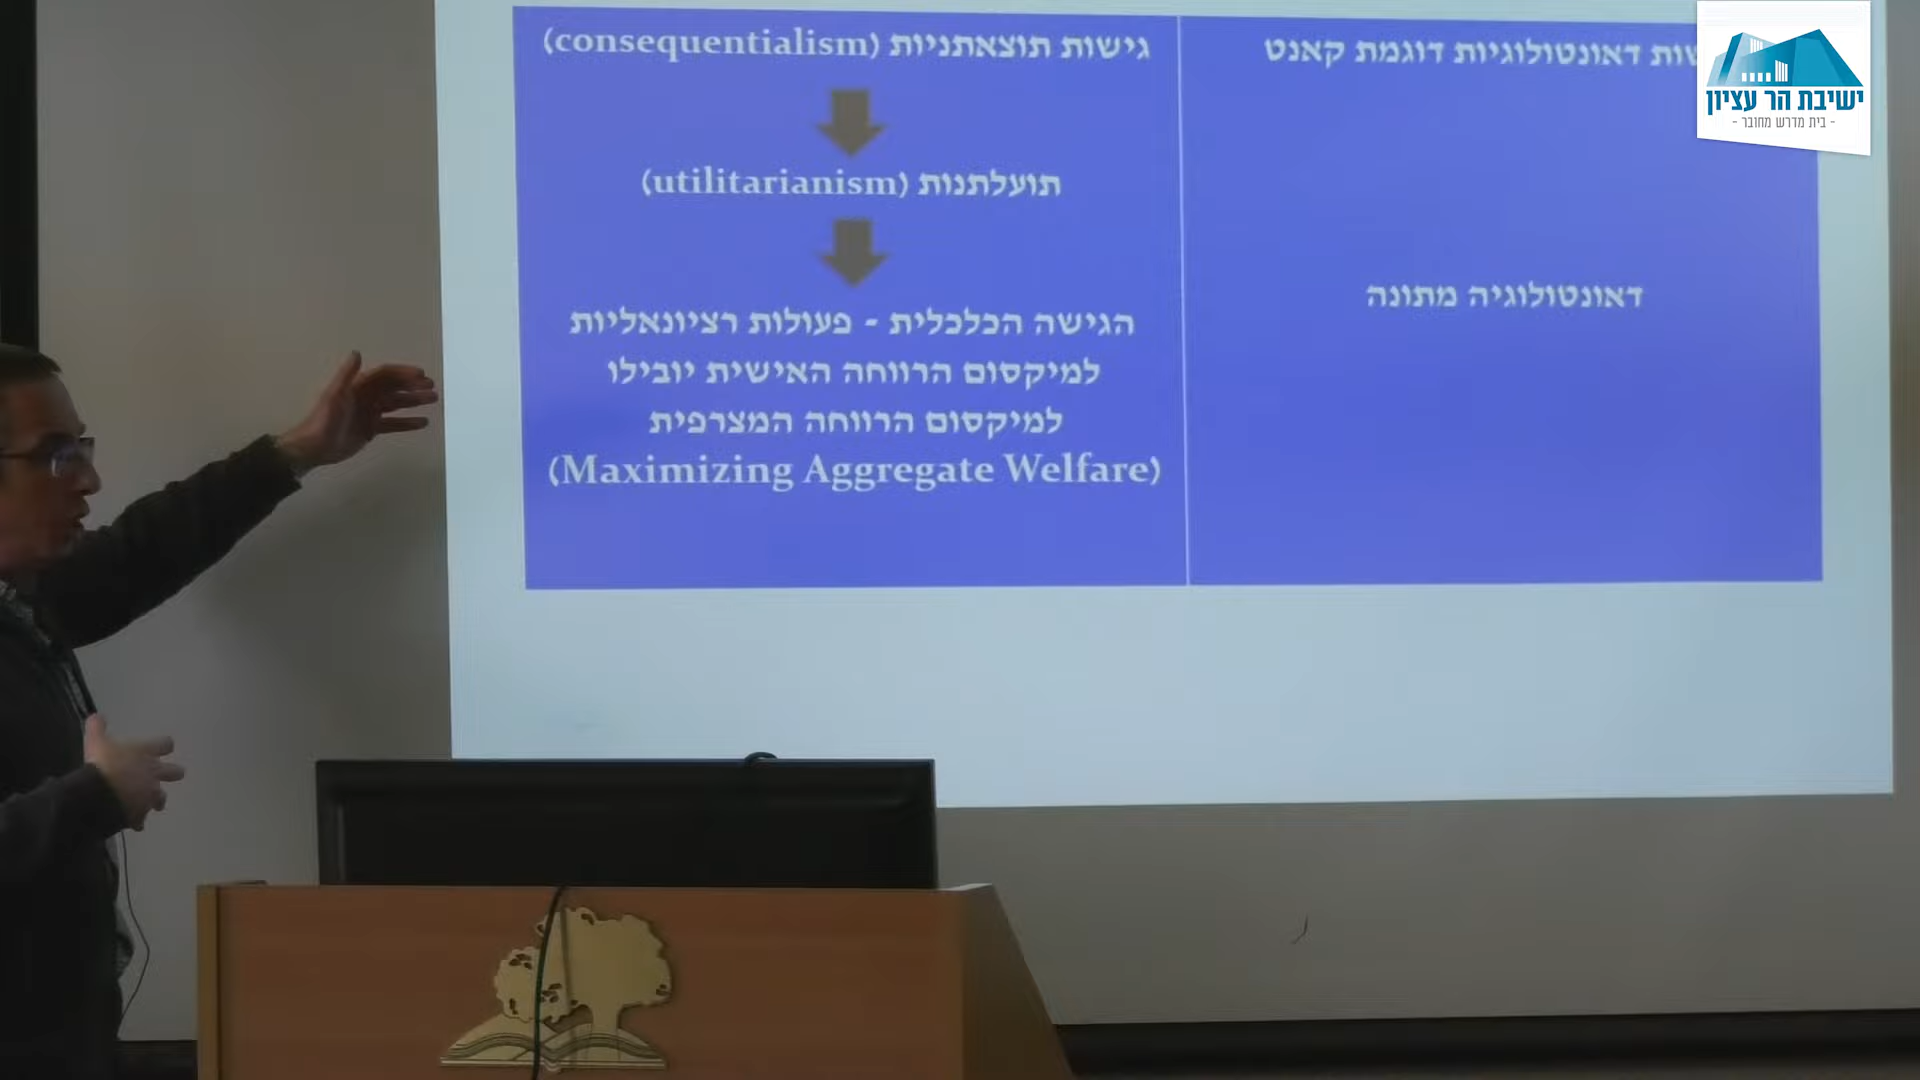 דאונטולוגיות דוגמת קאנט
דאונטולוגיה מתונה
גישות תוצאתניות (consequentialism)
תועלתנות (utilitarianism)
הגישה הכלכלית - פעולות רציונאליות
למיקסום הרווחה האישית יובילו
למיקסום הרווחה המצרפית
(Maximizing Aggregate Welfare)
ישיבת הר עציון
- בית מדרש מחובר -